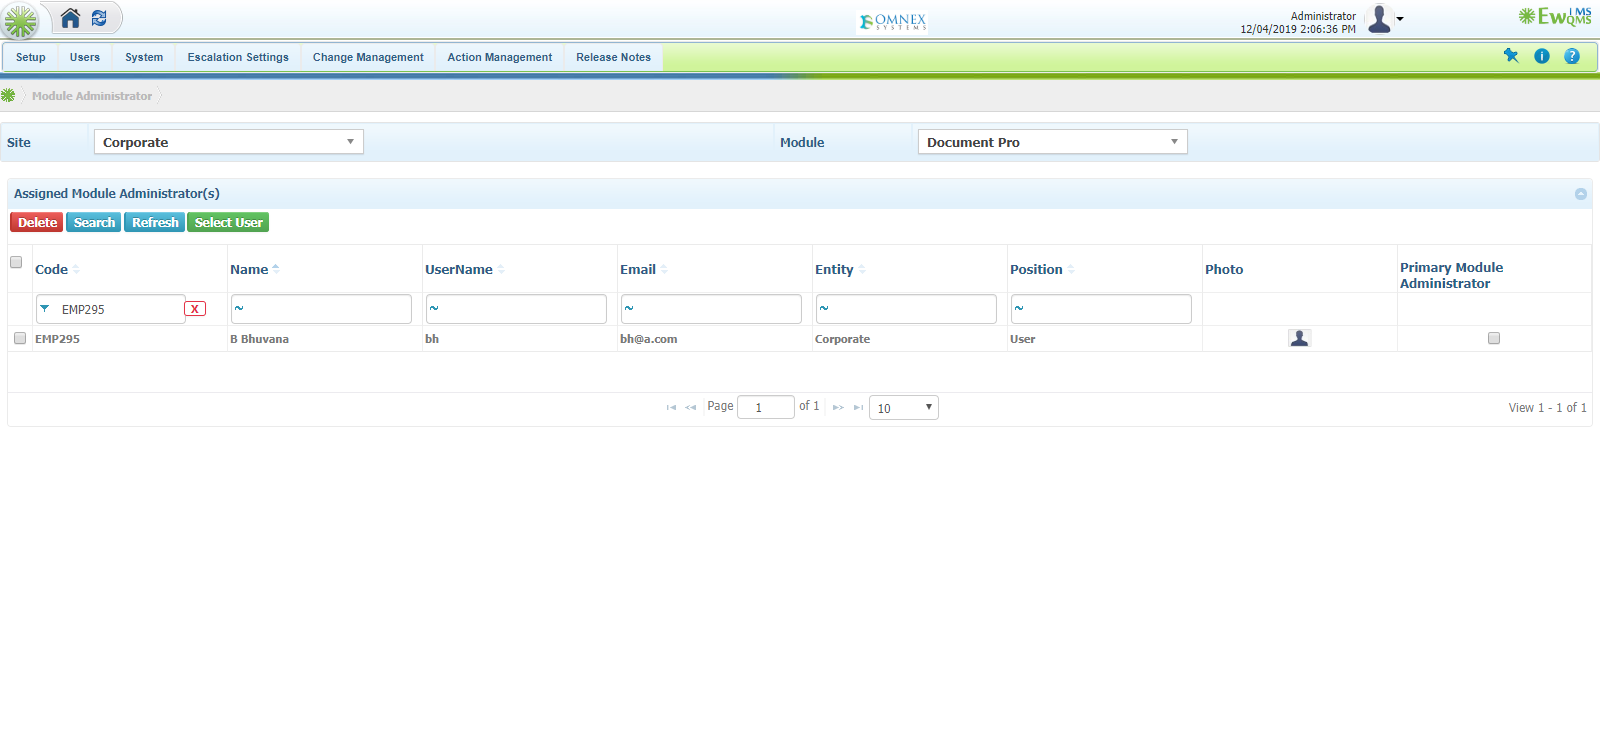 OMNEX
SYSTEMS
Administrator
12/04/2019 2:06:36 PM
EwIMS
QMS
Setup Users System Escalation Settings Change Management Action Management Release Notes
Module Administrator
Site Corporate Module Document Pro
Assigned Module Administrator(s)
Delete Search Refresh Select User
Code Name UserName Email Entity Position Photo Primary Module
Administrator
EMP295 X ~ ~ ~ ~ ~
EMP295 B Bhuvana bh bh@a.com Corporate User
Page 1 of 1 10 View 1 - 1 of 1